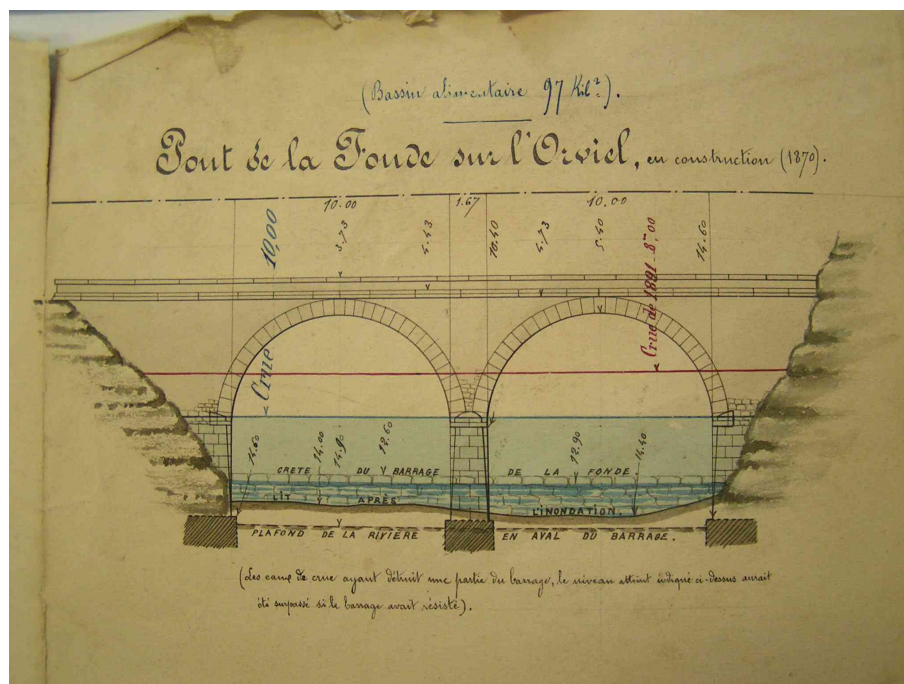 (Bassin alimentaire 97 Kil².).
Pont de la Fonde sur l'Orviel, en construction (1870).
10.00 1.67 10.00
10,00 3.73 4.43 10.40 4.73 5.40 8m00 14.60
Crue Crue de 1891
14.60 14.00 14.90 12.60 12.90 14.40
CRETE DU BARRAGE DE LA FONDE
LIT APRÈS L'INONDATION.
PLAFOND DE LA RIVIERE EN AVAL DU BARRAGE.
(Les eaux de crue ayant détruit une partie du barrage, le niveau atteint indiqué ci-dessus aurait
été surpassé si le barrage avait résisté).